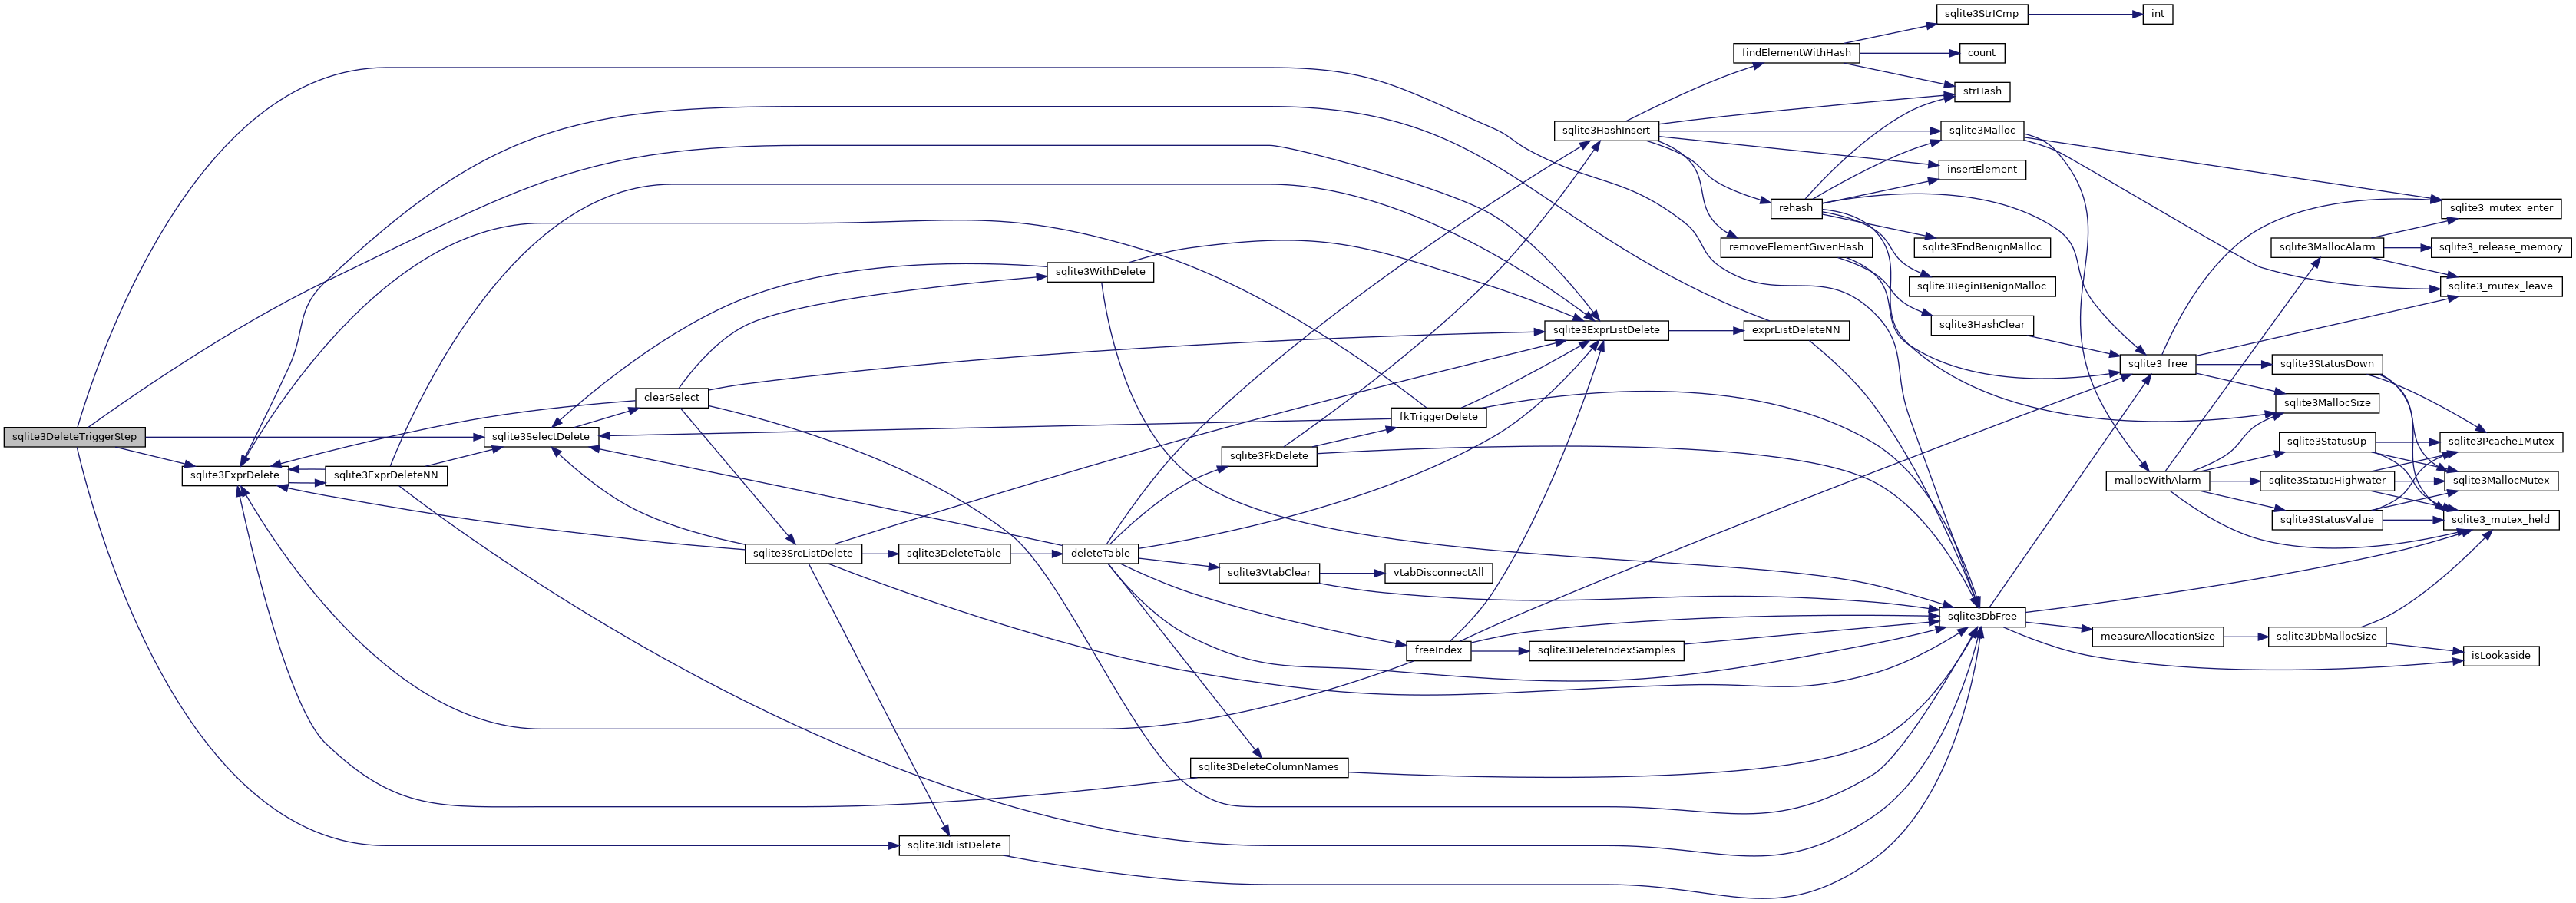 sqlite3StrICmp
int
findElementWithHash
count
strHash
sqlite3HashInsert
sqlite3Malloc
insertElement
rehash
sqlite3_mutex_enter
removeElementGivenHash
sqlite3EndBenignMalloc
sqlite3MallocAlarm
sqlite3_release_memory
sqlite3WithDelete
sqlite3BeginBenignMalloc
sqlite3_mutex_leave
sqlite3HashClear
sqlite3ExprListDelete
exprListDeleteNN
sqlite3_free
sqlite3StatusDown
clearSelect
sqlite3MallocSize
fkTriggerDelete
sqlite3DeleteTriggerStep
sqlite3SelectDelete
sqlite3StatusUp
sqlite3Pcache1Mutex
sqlite3FkDelete
sqlite3ExprDelete
sqlite3ExprDeleteNN
mallocWithAlarm
sqlite3StatusHighwater
sqlite3MallocMutex
sqlite3StatusValue
sqlite3_mutex_held
sqlite3SrcListDelete
sqlite3DeleteTable
deleteTable
sqlite3VtabClear
vtabDisconnectAll
sqlite3DbFree
measureAllocationSize
sqlite3DbMallocSize
freeIndex
sqlite3DeleteIndexSamples
isLookaside
sqlite3DeleteColumnNames
sqlite3IdListDelete